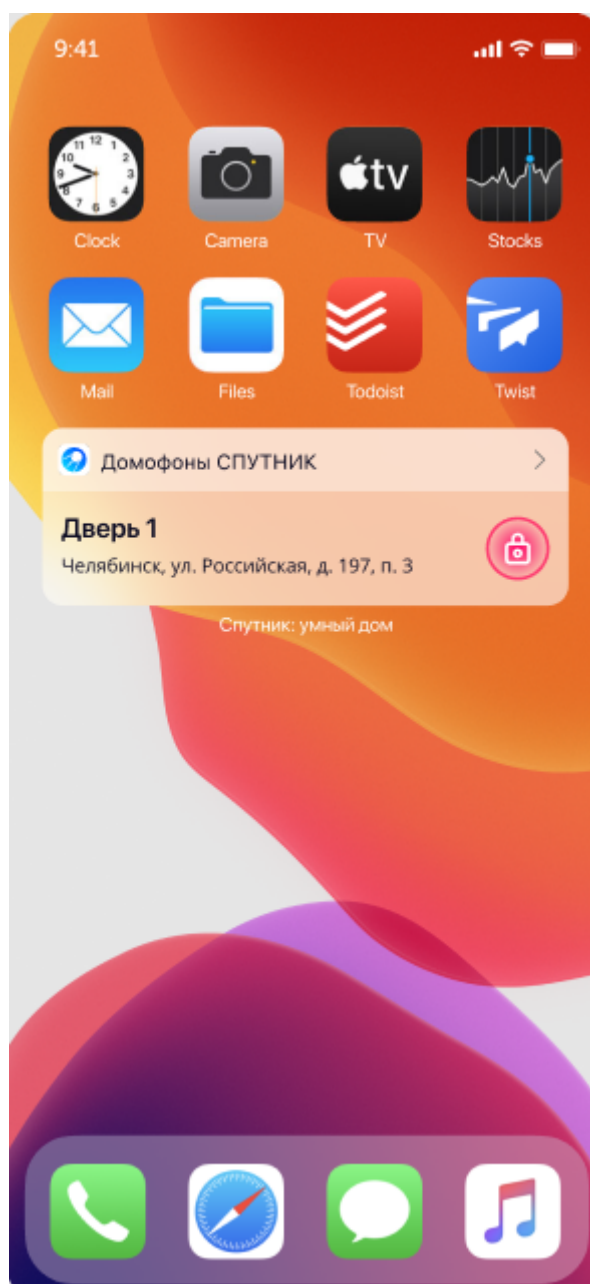 9:41
Clock Camera TV Stocks
Mail Files Todoist Twist
Домофоны СПУТНИК
Дверь 1
Челябинск, ул. Российская, д. 197, п. 3
Спутник: умный дом